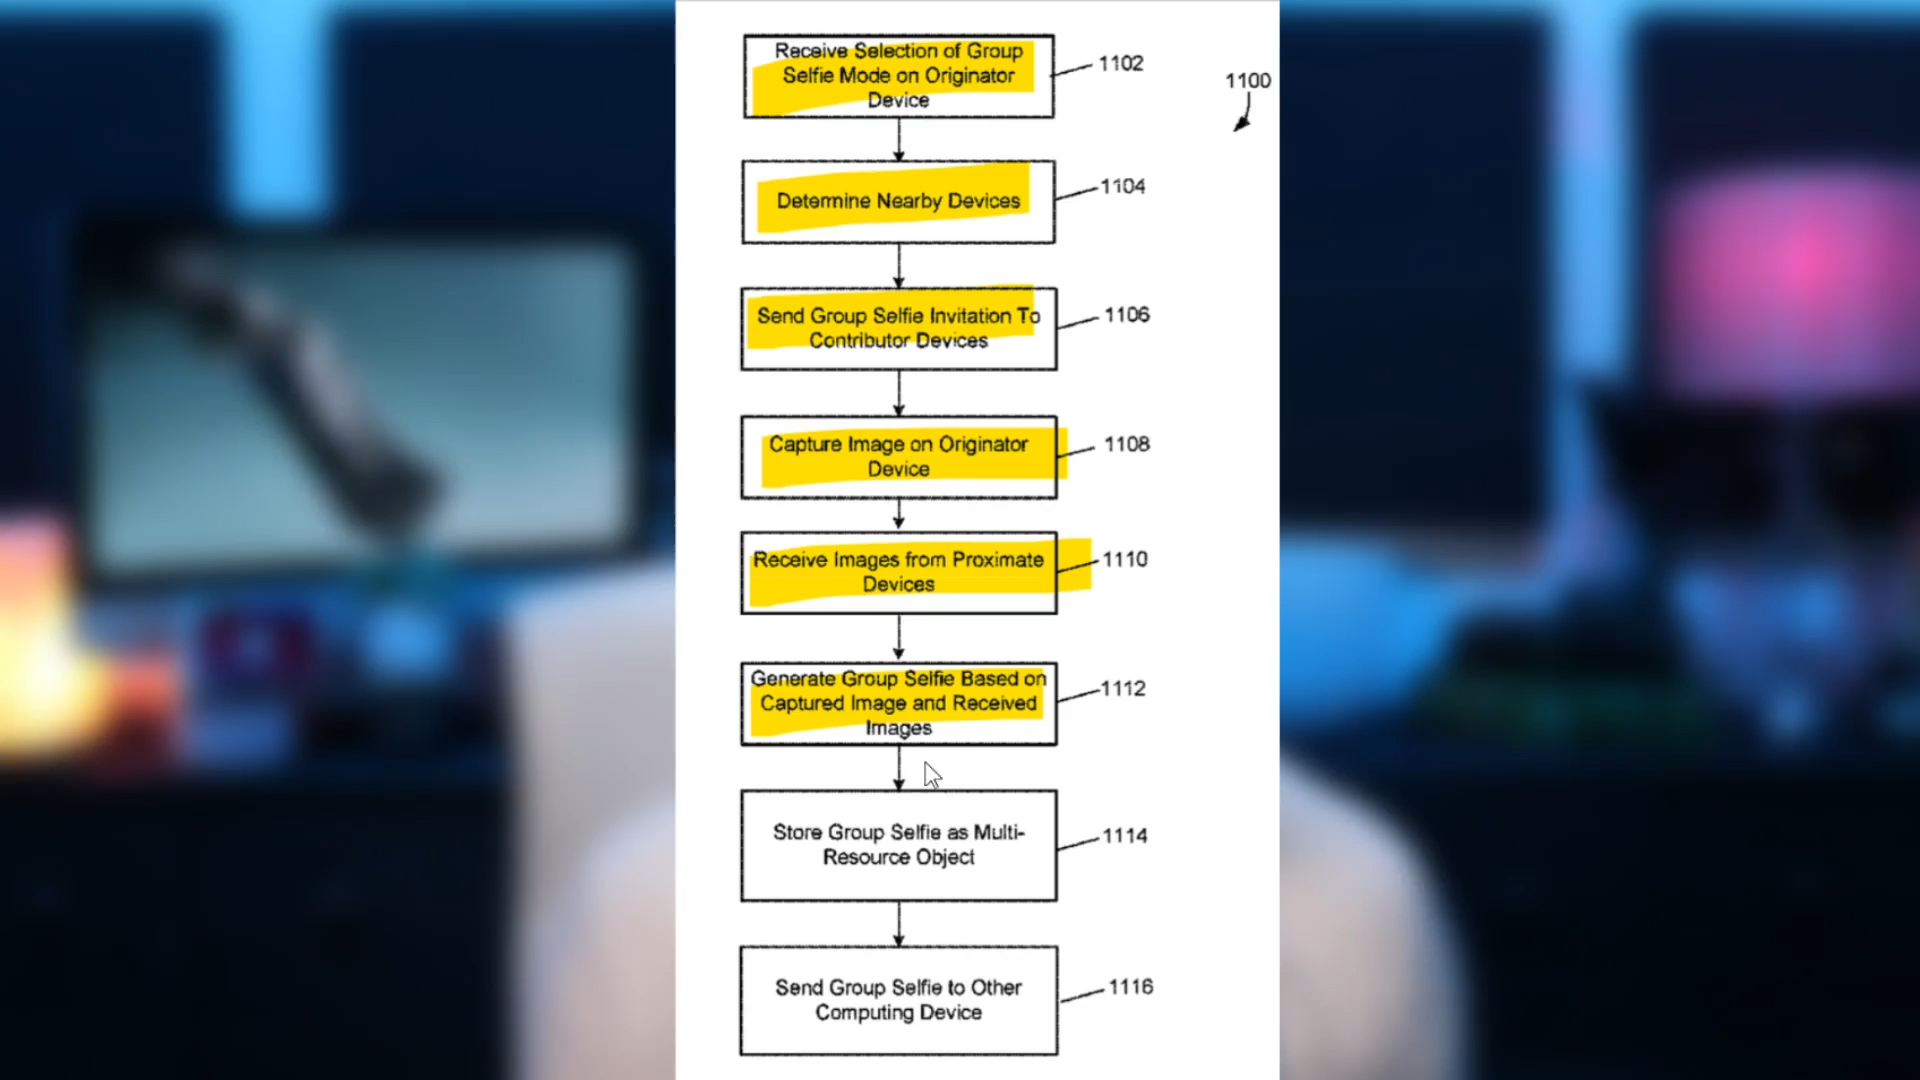 Receive Selection of Group
Selfie Mode on Originator
Device
1102
1100
Determine Nearby Devices
1104
Send Group Selfie Invitation To
Contributor Devices
1106
Capture Image on Originator
Device
1108
Receive Images from Proximate
Devices
1110
Generate Group Selfie Based on
Captured Image and Received
Images
1112
Store Group Selfie as Multi-
Resource Object
1114
Send Group Selfie to Other
Computing Device
1116